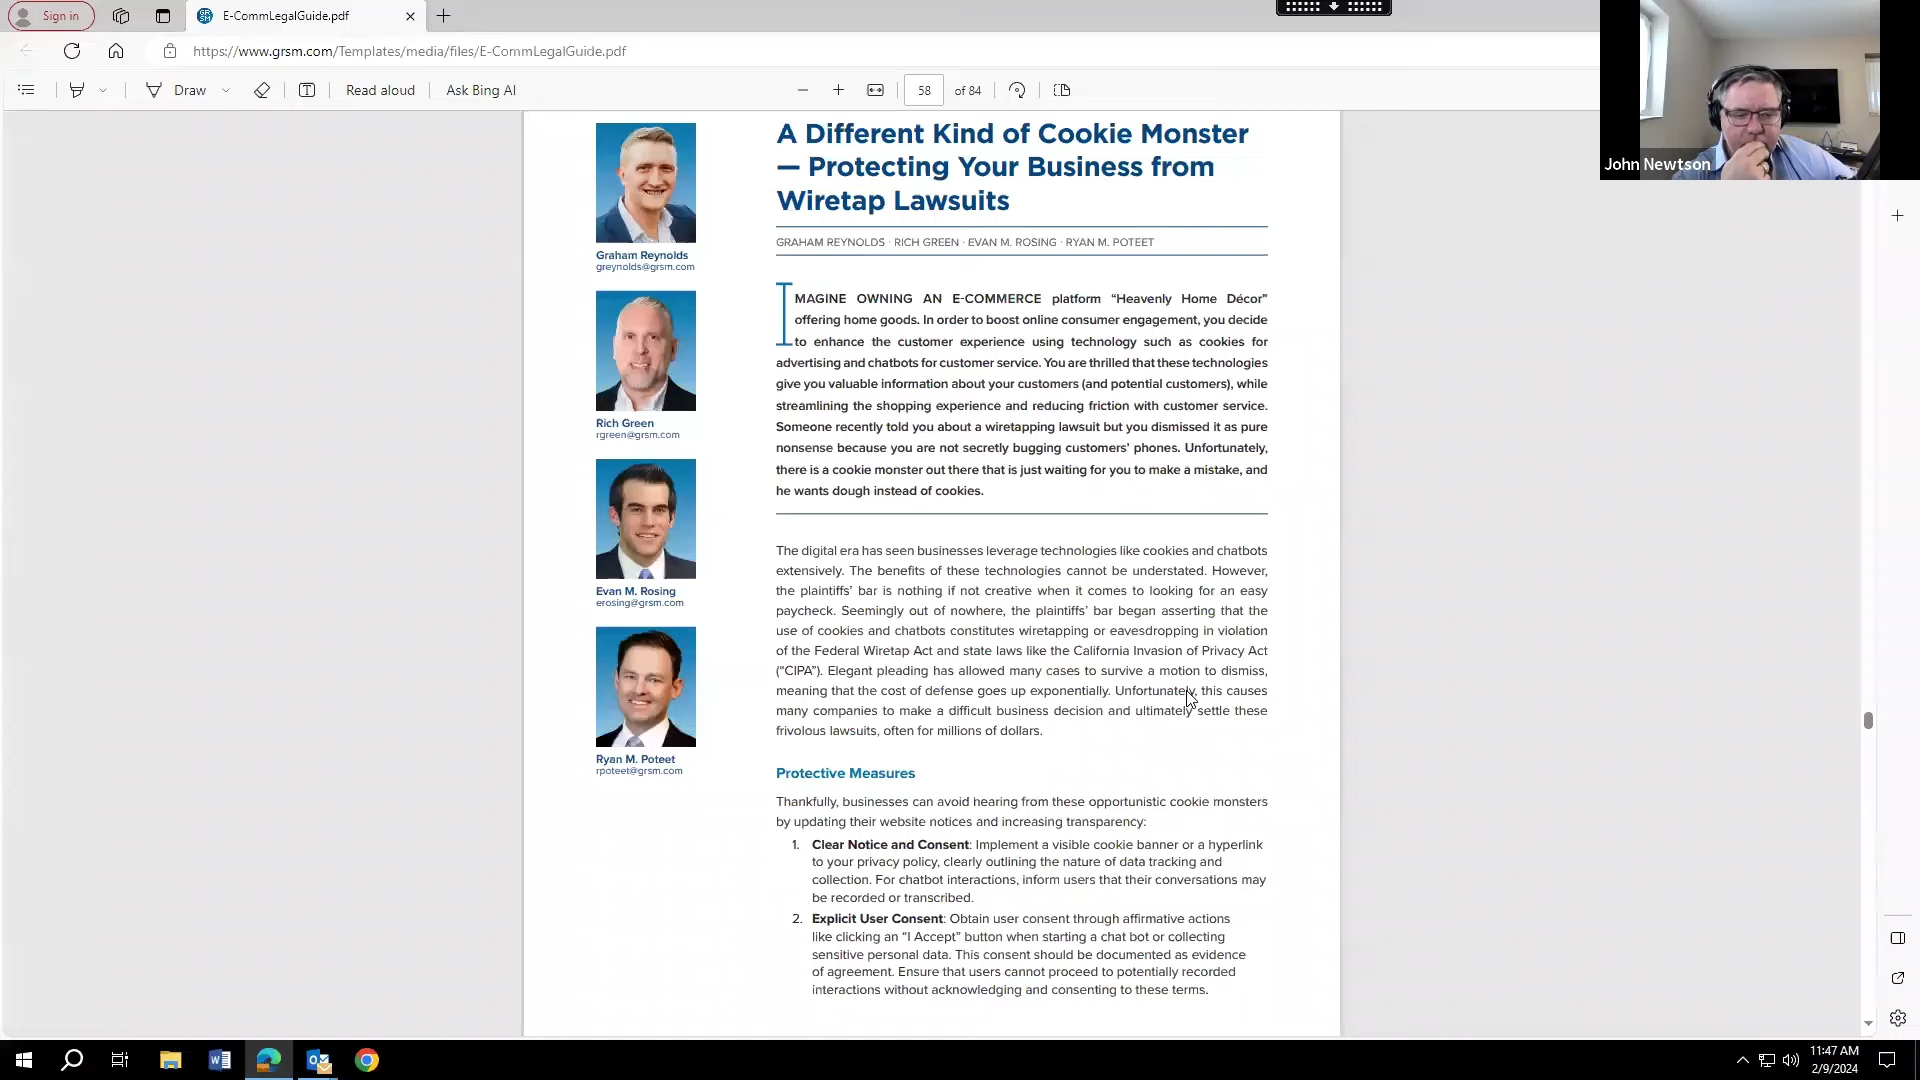 Sign in
E-CommLegalGuide.pdf
https://www.grsm.com/Templates/media/files/E-CommLegalGuide.pdf
Draw
Read aloud
Ask Bing AI
58
of 84
John Newtson
A Different Kind of Cookie Monster
— Protecting Your Business from
Wiretap Lawsuits
GRAHAM REYNOLDS · RICH GREEN · EVAN M. ROSING · RYAN M. POTEET
Graham Reynolds
greynolds@grsm.com
Rich Green
rgreen@grsm.com
Evan M. Rosing
erosing@grsm.com
Ryan M. Poteet
rpoteet@grsm.com
IMAGINE OWNING AN E-COMMERCE platform “Heavenly Home Décor”
offering home goods. In order to boost online consumer engagement, you decide
to enhance the customer experience using technology such as cookies for
advertising and chatbots for customer service. You are thrilled that these technologies
give you valuable information about your customers (and potential customers), while
streamlining the shopping experience and reducing friction with customer service.
Someone recently told you about a wiretapping lawsuit but you dismissed it as pure
nonsense because you are not secretly bugging customers’ phones. Unfortunately,
there is a cookie monster out there that is just waiting for you to make a mistake, and
he wants dough instead of cookies.
The digital era has seen businesses leverage technologies like cookies and chatbots
extensively. The benefits of these technologies cannot be understated. However,
the plaintiffs’ bar is nothing if not creative when it comes to looking for an easy
paycheck. Seemingly out of nowhere, the plaintiffs’ bar began asserting that the
use of cookies and chatbots constitutes wiretapping or eavesdropping in violation
of the Federal Wiretap Act and state laws like the California Invasion of Privacy Act
(“CIPA”). Elegant pleading has allowed many cases to survive a motion to dismiss,
meaning that the cost of defense goes up exponentially. Unfortunately, this causes
many companies to make a difficult business decision and ultimately settle these
frivolous lawsuits, often for millions of dollars.
Protective Measures
Thankfully, businesses can avoid hearing from these opportunistic cookie monsters
by updating their website notices and increasing transparency:
1. Clear Notice and Consent: Implement a visible cookie banner or a hyperlink
to your privacy policy, clearly outlining the nature of data tracking and
collection. For chatbot interactions, inform users that their conversations may
be recorded or transcribed.
2. Explicit User Consent: Obtain user consent through affirmative actions
like clicking an “I Accept” button when starting a chat bot or collecting
sensitive personal data. This consent should be documented as evidence
of agreement. Ensure that users cannot proceed to potentially recorded
interactions without acknowledging and consenting to these terms.
11:47 AM
2/9/2024